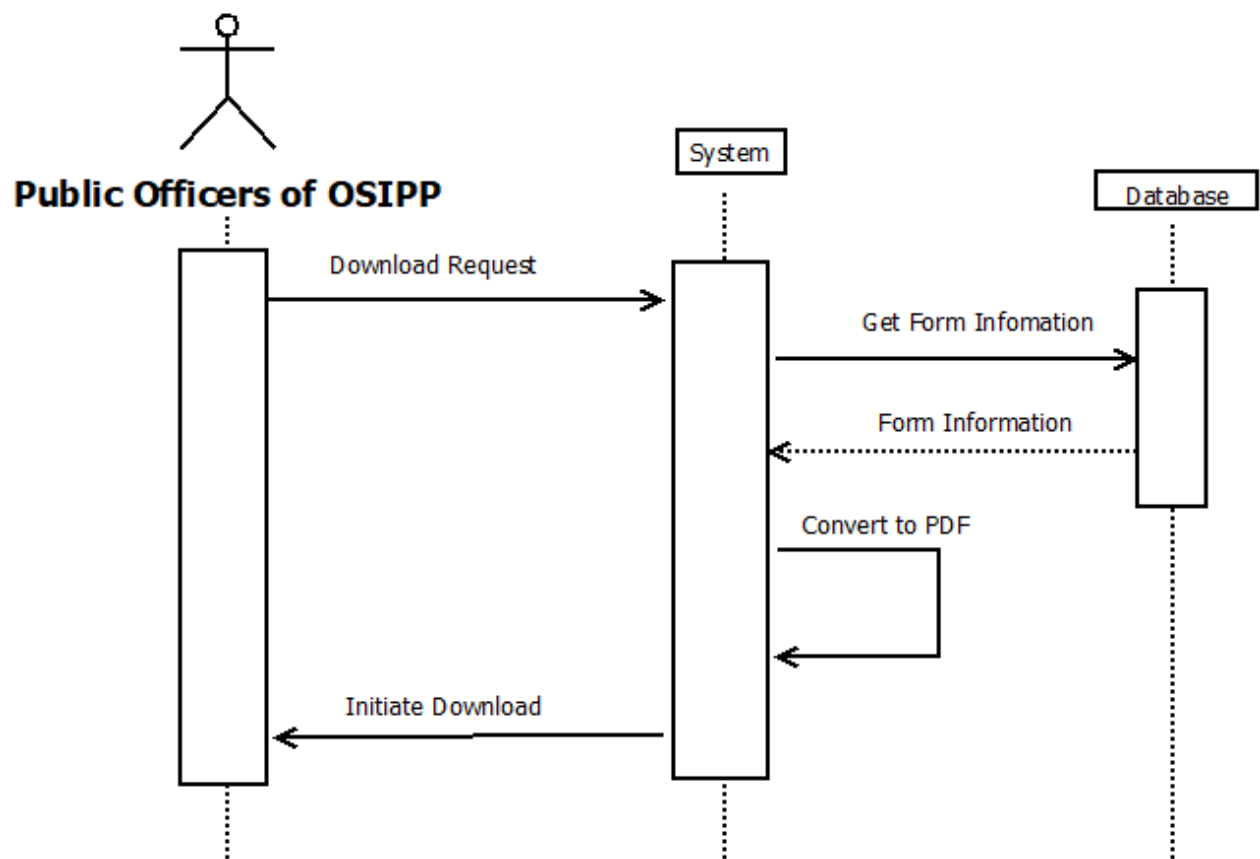 System
Public Officers of OSIPP
Database
Download Request
Get Form Infomation
Form Information
Convert to PDF
Initiate Download